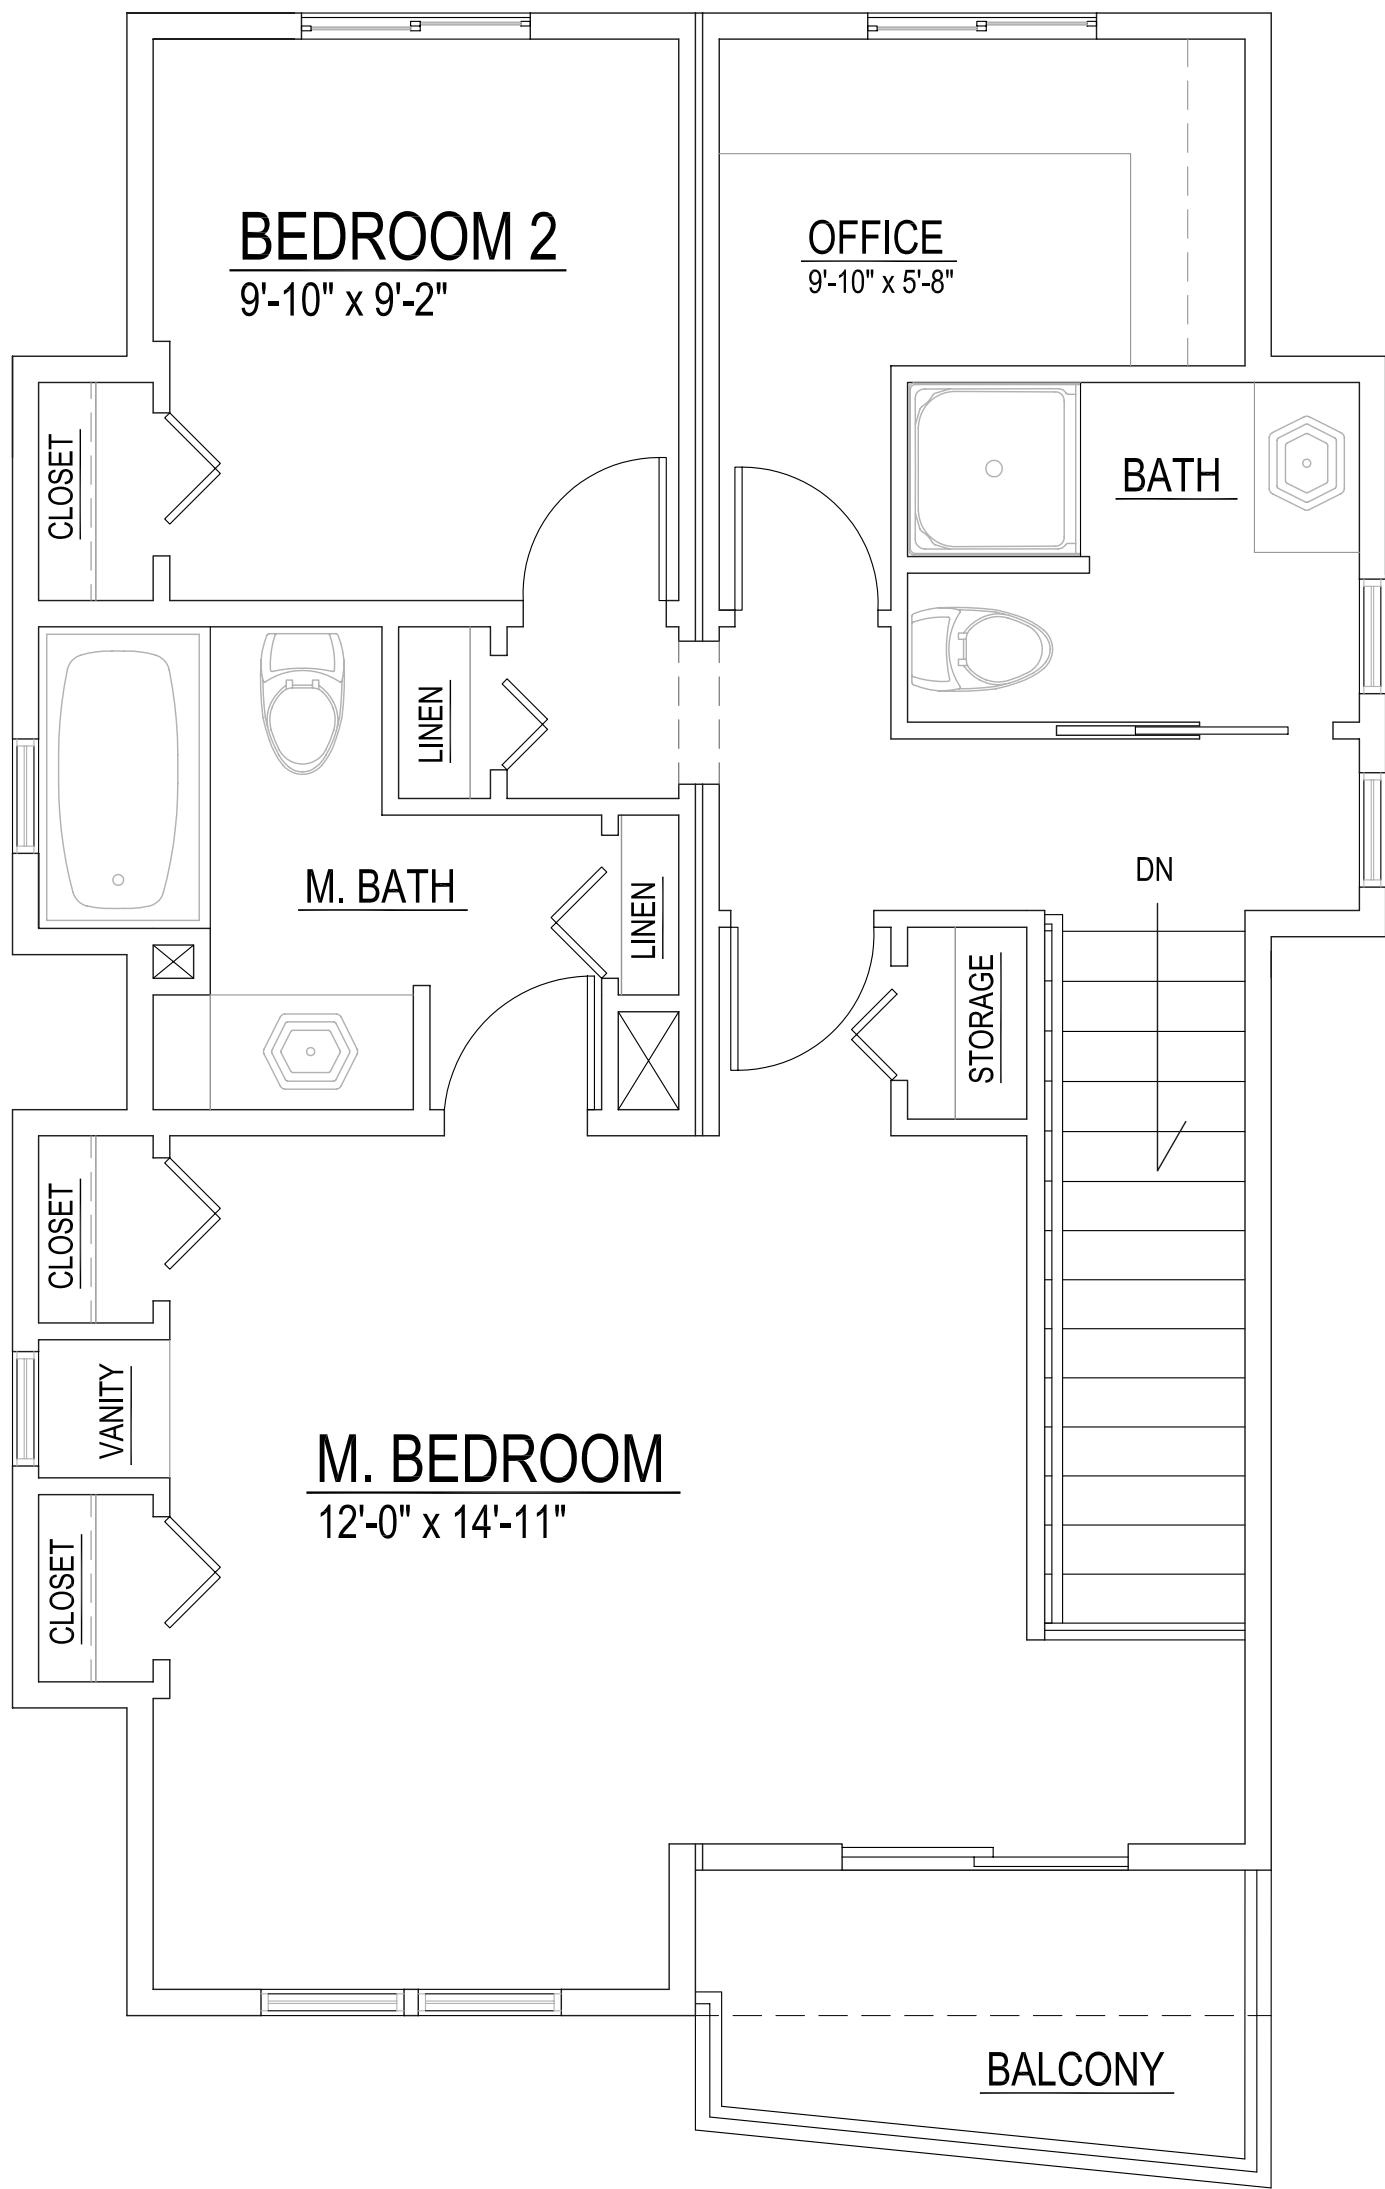 BEDROOM 2
9'-10" x 9'-2"
OFFICE
9'-10" x 5'-8"
CLOSET
BATH
LINEN
M. BATH
LINEN
DN
STORAGE
CLOSET
VANITY
M. BEDROOM
12'-0" x 14'-11"
CLOSET
BALCONY